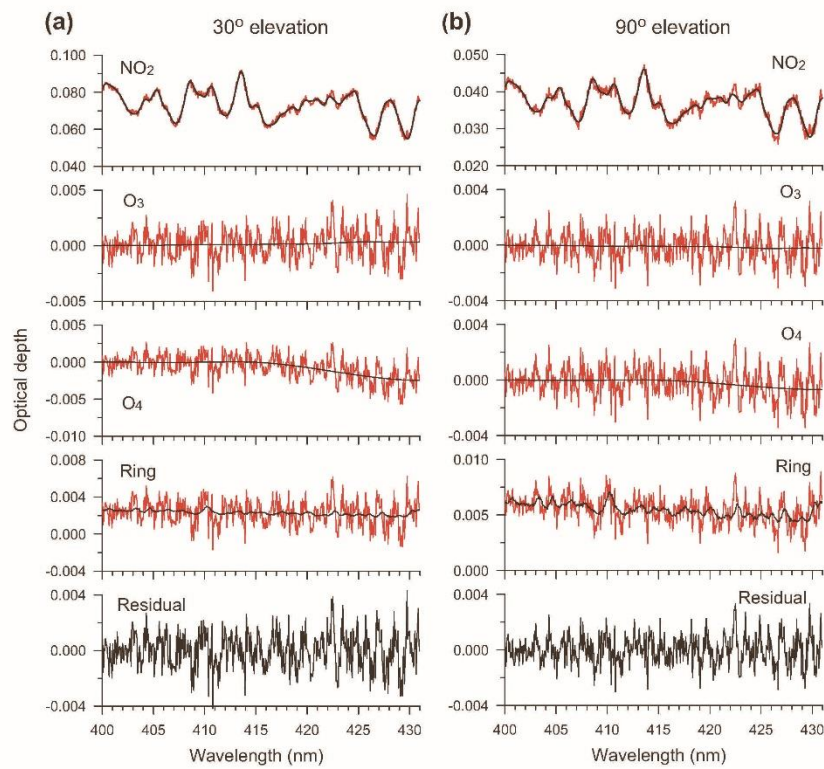 (a) 30° elevation
0.100
0.080
0.060
0.040
NO₂
0.005
0.000
-0.005
O₃
0.005
0.000
-0.005
-0.010
O₄
0.008
0.004
0.000
-0.004
Ring
0.004
0.000
-0.004
Residual
400 405 410 415 420 425 430
Wavelength (nm)
Optical depth
(b) 90° elevation
0.050
0.040
0.030
0.020
NO₂
0.004
0.000
-0.004
O₃
0.004
0.000
-0.004
O₄
0.010
0.005
0.000
Ring
0.004
0.000
-0.004
Residual
400 405 410 415 420 425 430
Wavelength (nm)